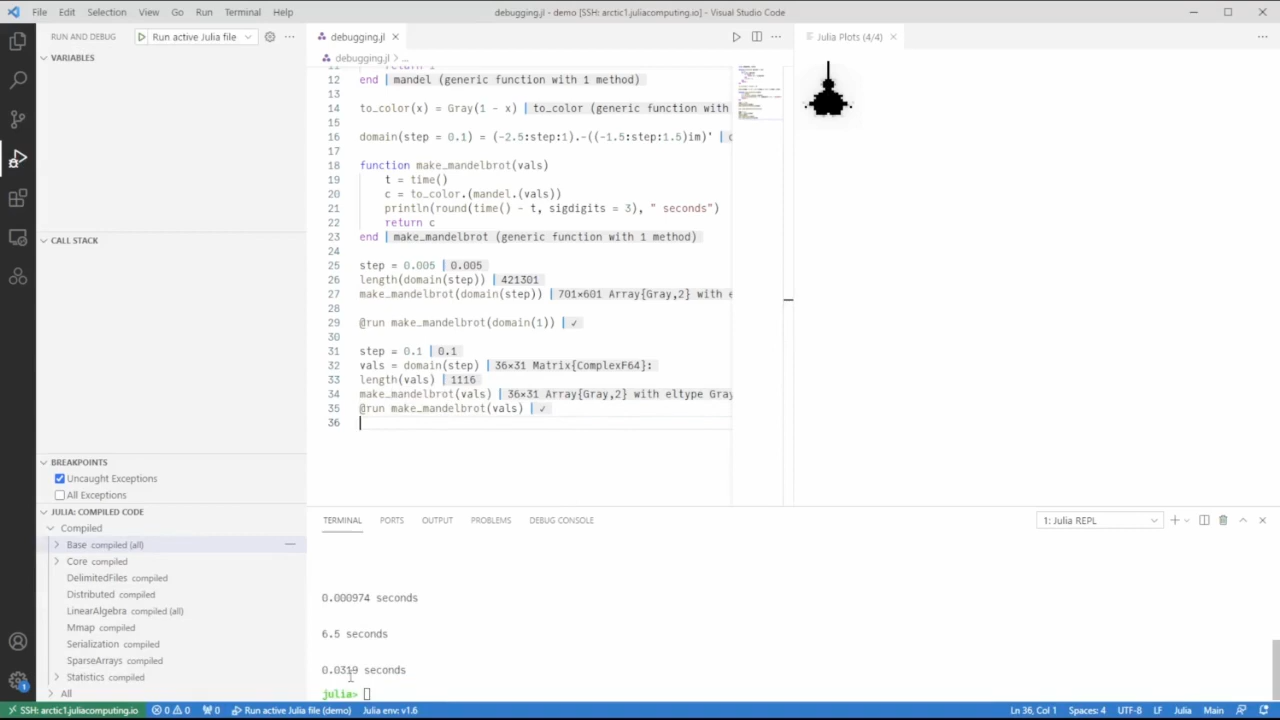 File Edit Selection View Go Run Terminal Help
debugging.jl - demo [SSH: arctic1.juliacomputing.io] - Visual Studio Code
RUN AND DEBUG
Run active Julia file
VARIABLES
CALL STACK
BREAKPOINTS
Uncaught Exceptions
All Exceptions
JULIA: COMPILED CODE
Compiled
Base compiled (all)
Core compiled
DelimitedFiles compiled
Distributed compiled
LinearAlgebra compiled (all)
Mmap compiled
Serialization compiled
SparseArrays compiled
Statistics compiled
All
debugging.jl
debugging.jl > ...
12 end mandel (generic function with 1 method)
13
14 to_color(x) = Gray(1 - x) to_color (generic function with
15
16 domain(step = 0.1) = (-2.5:step:1).-((-1.5:step:1.5)im)'
17
18 function make_mandelbrot(vals)
19 t = time()
20 c = to_color.(mandel.(vals))
21 println(round(time() - t, sigdigits = 3), " seconds")
22 return c
23 end make_mandelbrot (generic function with 1 method)
24
25 step = 0.005 0.005
26 length(domain(step)) 421301
27 make_mandelbrot(domain(step)) 701×601 Array{Gray,2} with e
28
29 @run make_mandelbrot(domain(1)) ✓
30
31 step = 0.1 0.1
32 vals = domain(step) 36×31 Matrix{ComplexF64}:
33 length(vals) 1116
34 make_mandelbrot(vals) 36×31 Array{Gray,2} with eltype Gray
35 @run make_mandelbrot(vals) ✓
36
Julia Plots (4/4)
TERMINAL PORTS OUTPUT PROBLEMS DEBUG CONSOLE
1: Julia REPL
0.000974 seconds
6.5 seconds
0.0319 seconds
julia>
1
SSH: arctic1.juliacomputing.io 0 0 0 Run active Julia file (demo) Julia env: v1.6
Ln 36, Col 1 Spaces: 4 UTF-8 LF Julia Main